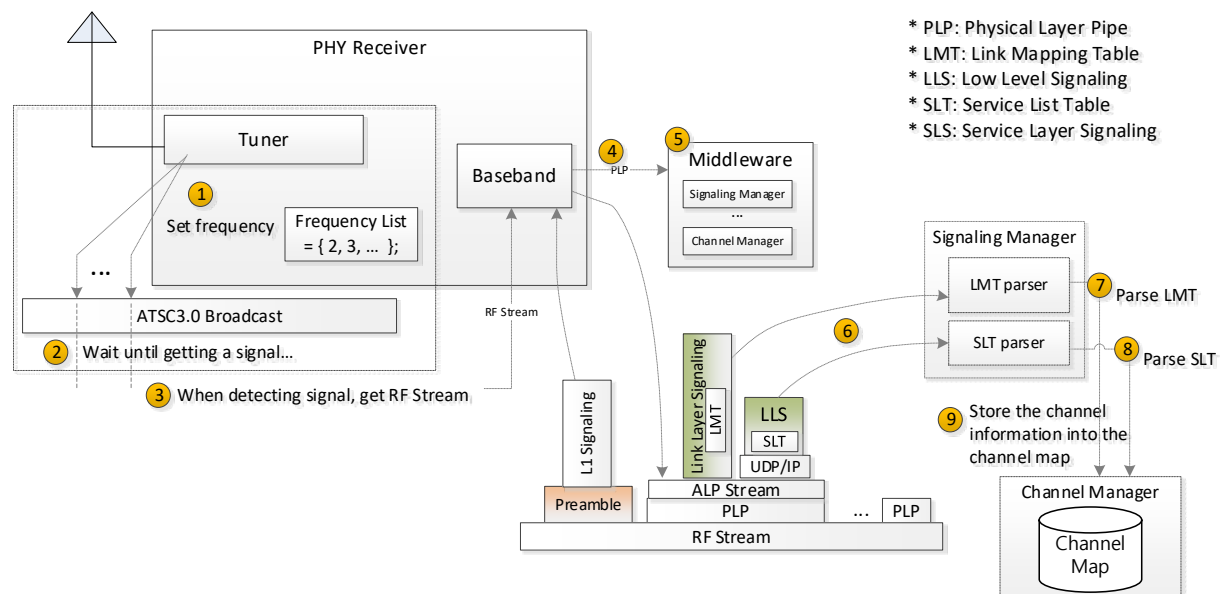 PHY Receiver
* PLP: Physical Layer Pipe
* LMT: Link Mapping Table
* LLS: Low Level Signaling
* SLT: Service List Table
* SLS: Service Layer Signaling
Tuner
1
Set frequency
Frequency List
= { 2, 3, ... };
Baseband
4
PLP
5
Middleware
Signaling Manager
...
Channel Manager
...
ATSC3.0 Broadcast
RF Stream
2 Wait until getting a signal...
3 When detecting signal, get RF Stream
Signaling Manager
LMT parser
7 Parse LMT
6
SLT parser
8 Parse SLT
L1 Signaling
Link Layer Signaling
LMT
LLS
SLT
UDP/IP
9 Store the channel
information into the
channel map
ALP Stream
Preamble
PLP
...
PLP
RF Stream
Channel Manager
Channel
Map